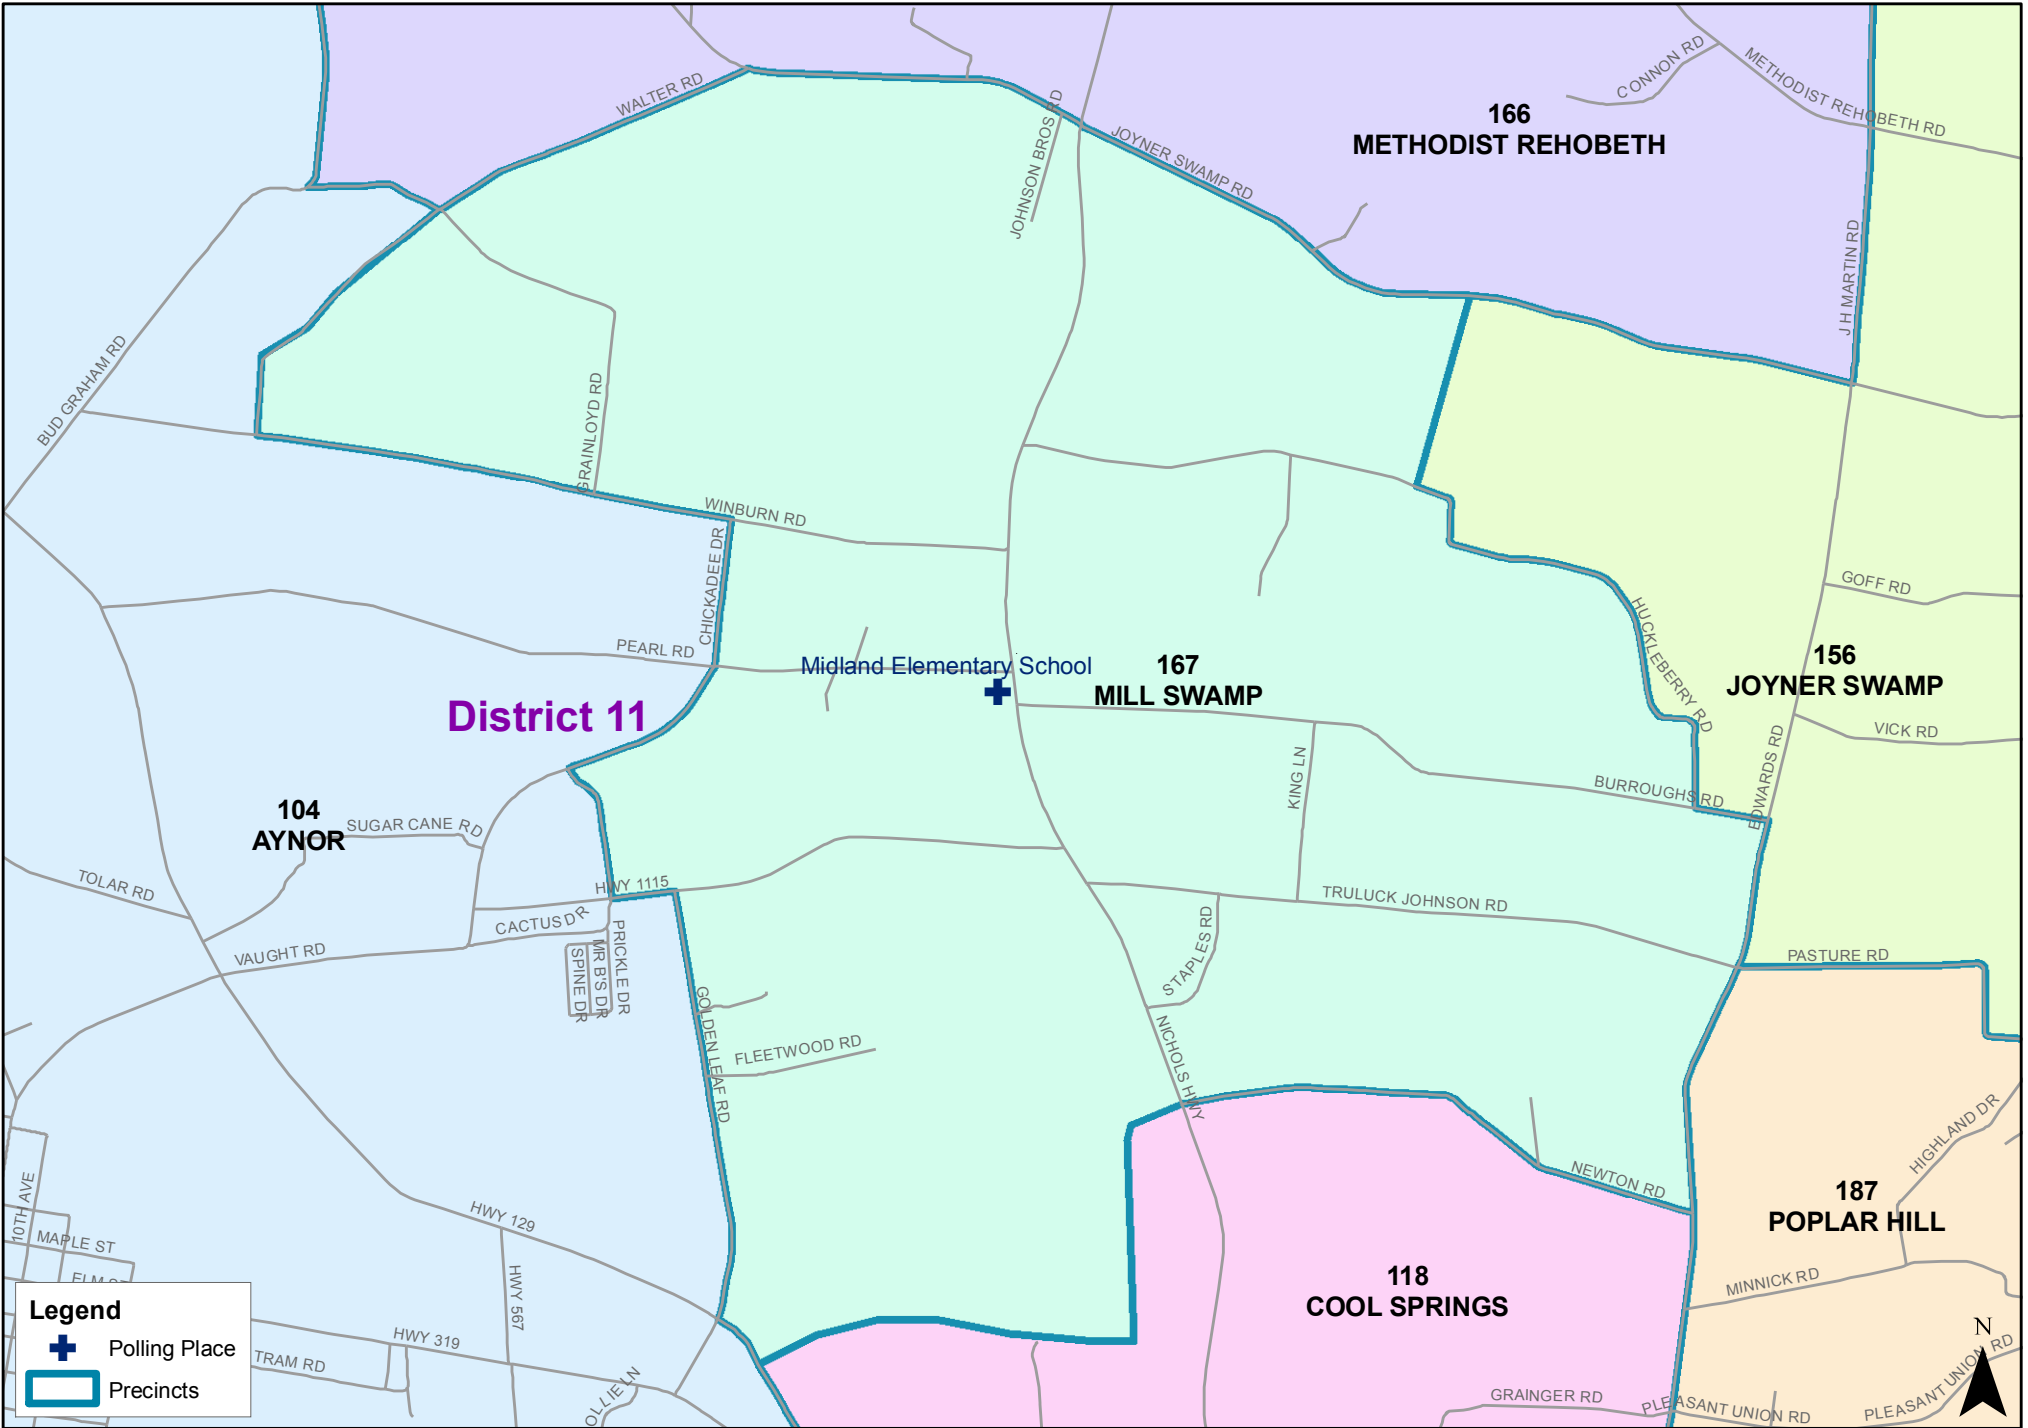 WALTER RD
JOHNSON BROS RD
JOYNER SWAMP RD
166
METHODIST REHOBETH
CONNON RD
METHODIST REHOBETH RD
J H MARTIN RD
BUD GRAHAM RD
GRAINLOYD RD
WINBURN RD
CHICKADEE DR
PEARL RD
Midland Elementary School
167
MILL SWAMP
HUCKLEBERRY RD
GOFF RD
156
JOYNER SWAMP
VICK RD
EDWARDS RD
District 11
KING LN
BURROUGHS RD
104
AYNOR
SUGAR CANE RD
TOLAR RD
HWY 1115
CACTUS DR
VAUGHT RD
SPINE DR
MR B'S DR
PRICKLE DR
TRULUCK JOHNSON RD
STAPLES RD
PASTURE RD
GOLDEN LEAF RD
FLEETWOOD RD
NICHOLS HWY
NEWTON RD
HIGHLAND DR
187
POPLAR HILL
10TH AVE
MAPLE ST
ELM ST
HWY 129
HWY 567
118
COOL SPRINGS
MINNICK RD
HWY 319
TRAM RD
OLLIE LN
GRAINGER RD
PLEASANT UNION RD
PLEASANT UNION RD
N
Legend
Polling Place
Precincts